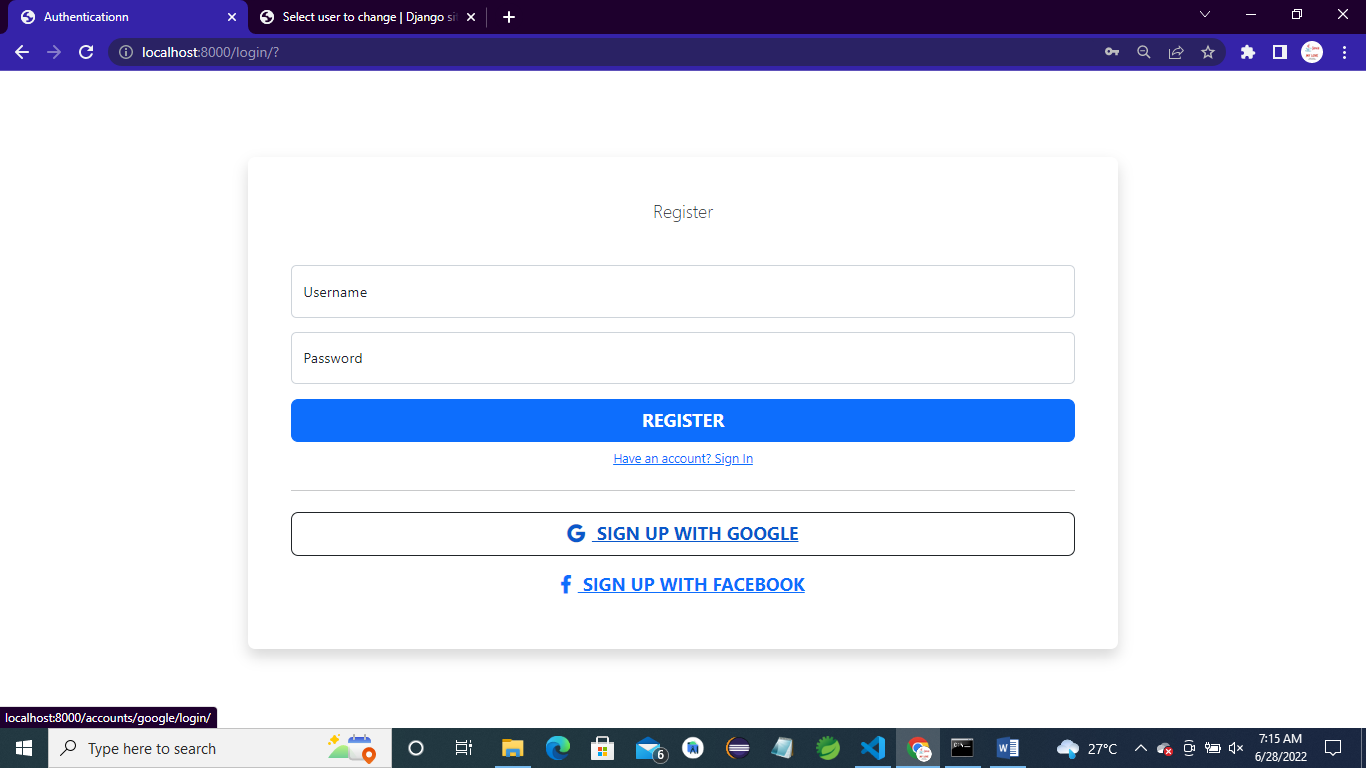 Authenticationn
Select user to change | Django sit
localhost:8000/login/?
Register
Username
Password
REGISTER
Have an account? Sign In
G SIGN UP WITH GOOGLE
f SIGN UP WITH FACEBOOK
localhost:8000/accounts/google/login/
Type here to search
6
27°C
7:15 AM
6/28/2022